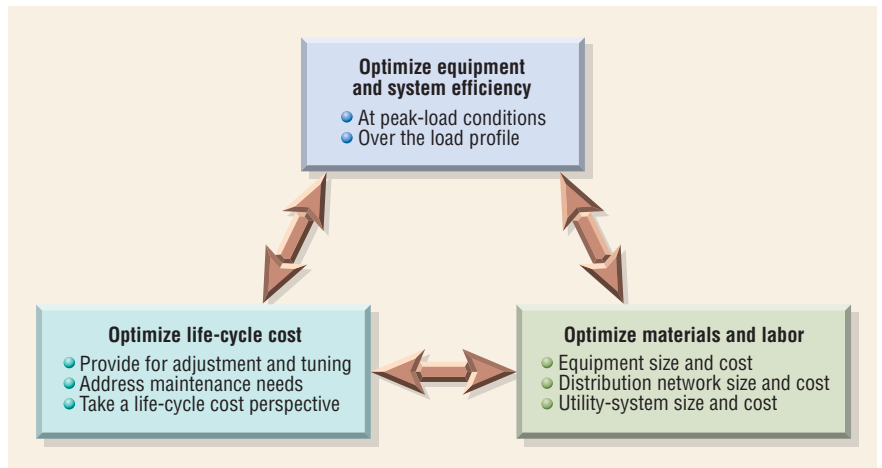 Optimize equipment
and system efficiency
At peak-load conditions
Over the load profile
Optimize life-cycle cost
Provide for adjustment and tuning
Address maintenance needs
Take a life-cycle cost perspective
Optimize materials and labor
Equipment size and cost
Distribution network size and cost
Utility-system size and cost